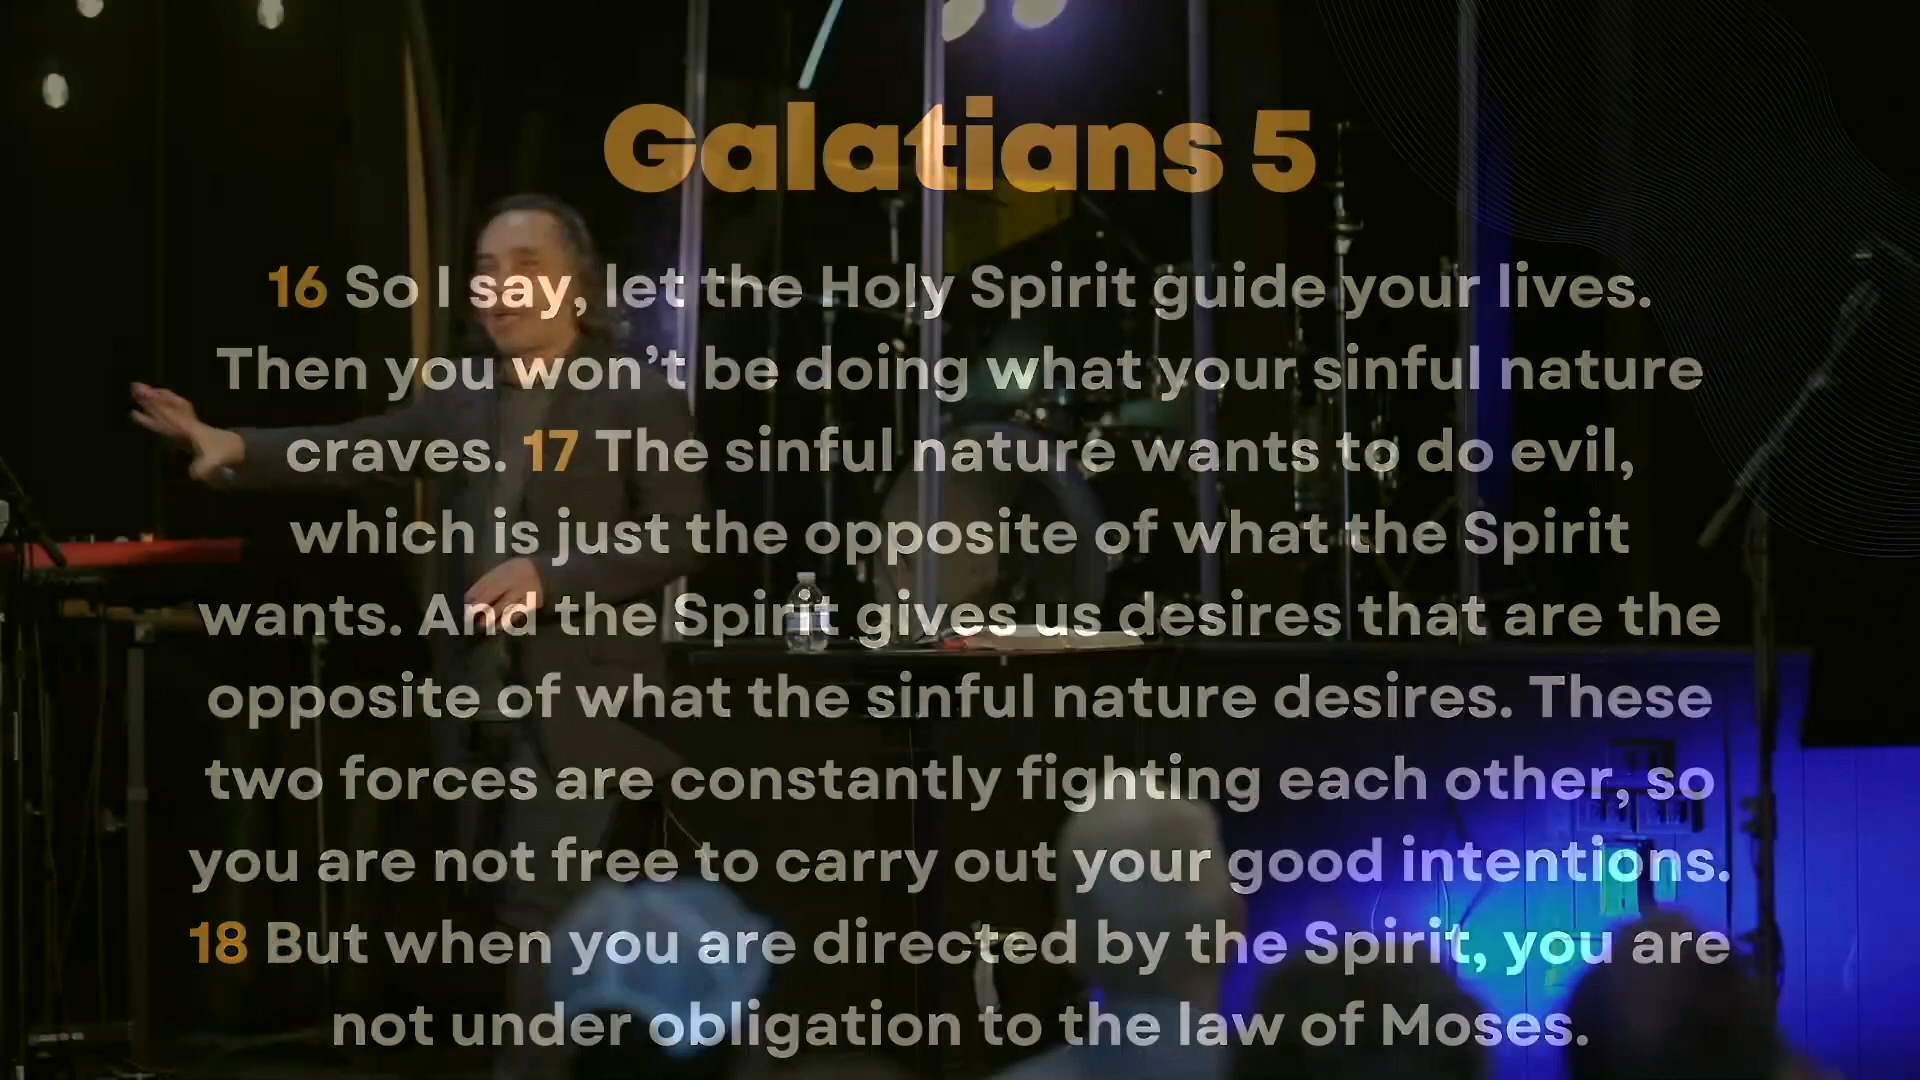 Galatians 5
16 So I say, let the Holy Spirit guide your lives.
Then you won’t be doing what your sinful nature
craves. 17 The sinful nature wants to do evil,
which is just the opposite of what the Spirit
wants. And the Spirit gives us desires that are the
opposite of what the sinful nature desires. These
two forces are constantly fighting each other, so
you are not free to carry out your good intentions.
18 But when you are directed by the Spirit, you are
not under obligation to the law of Moses.